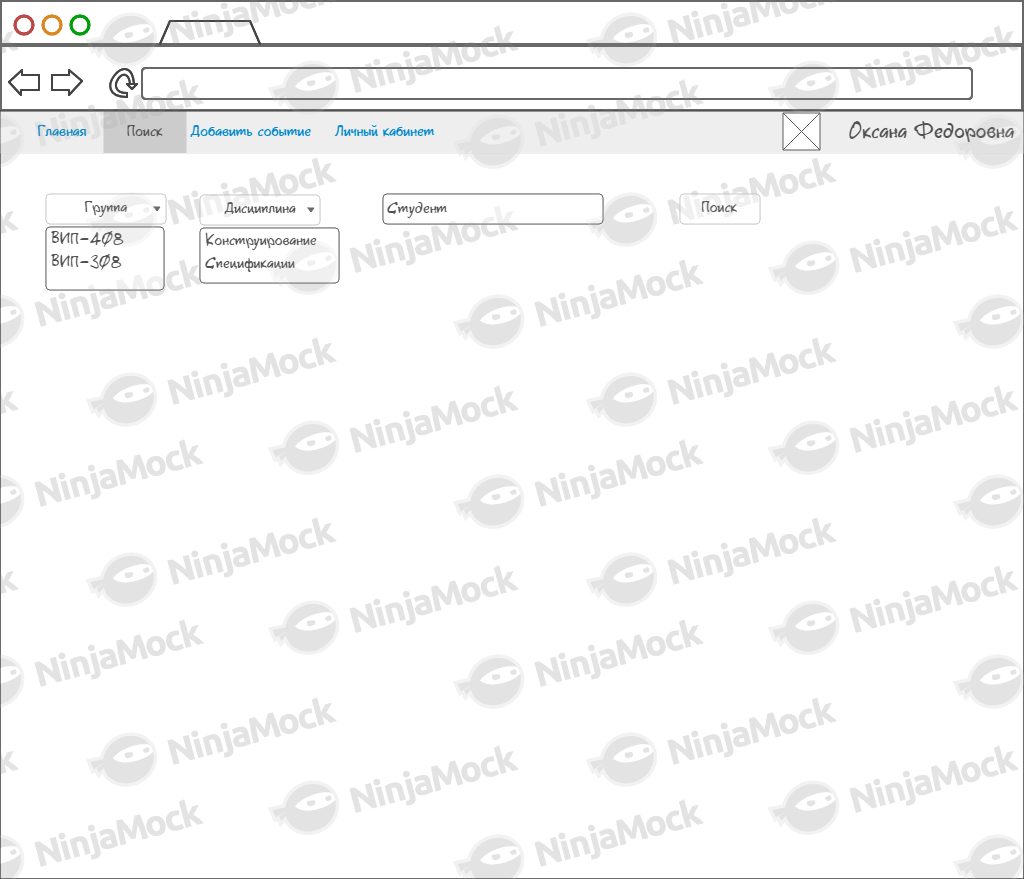 Главная Поиск Добавить событие Личный кабинет Оксана Федоровна
Группа Дисциплина Студент Поиск
ВИП-408 Конструирование
ВИП-308 Спецификации
NinjaMock